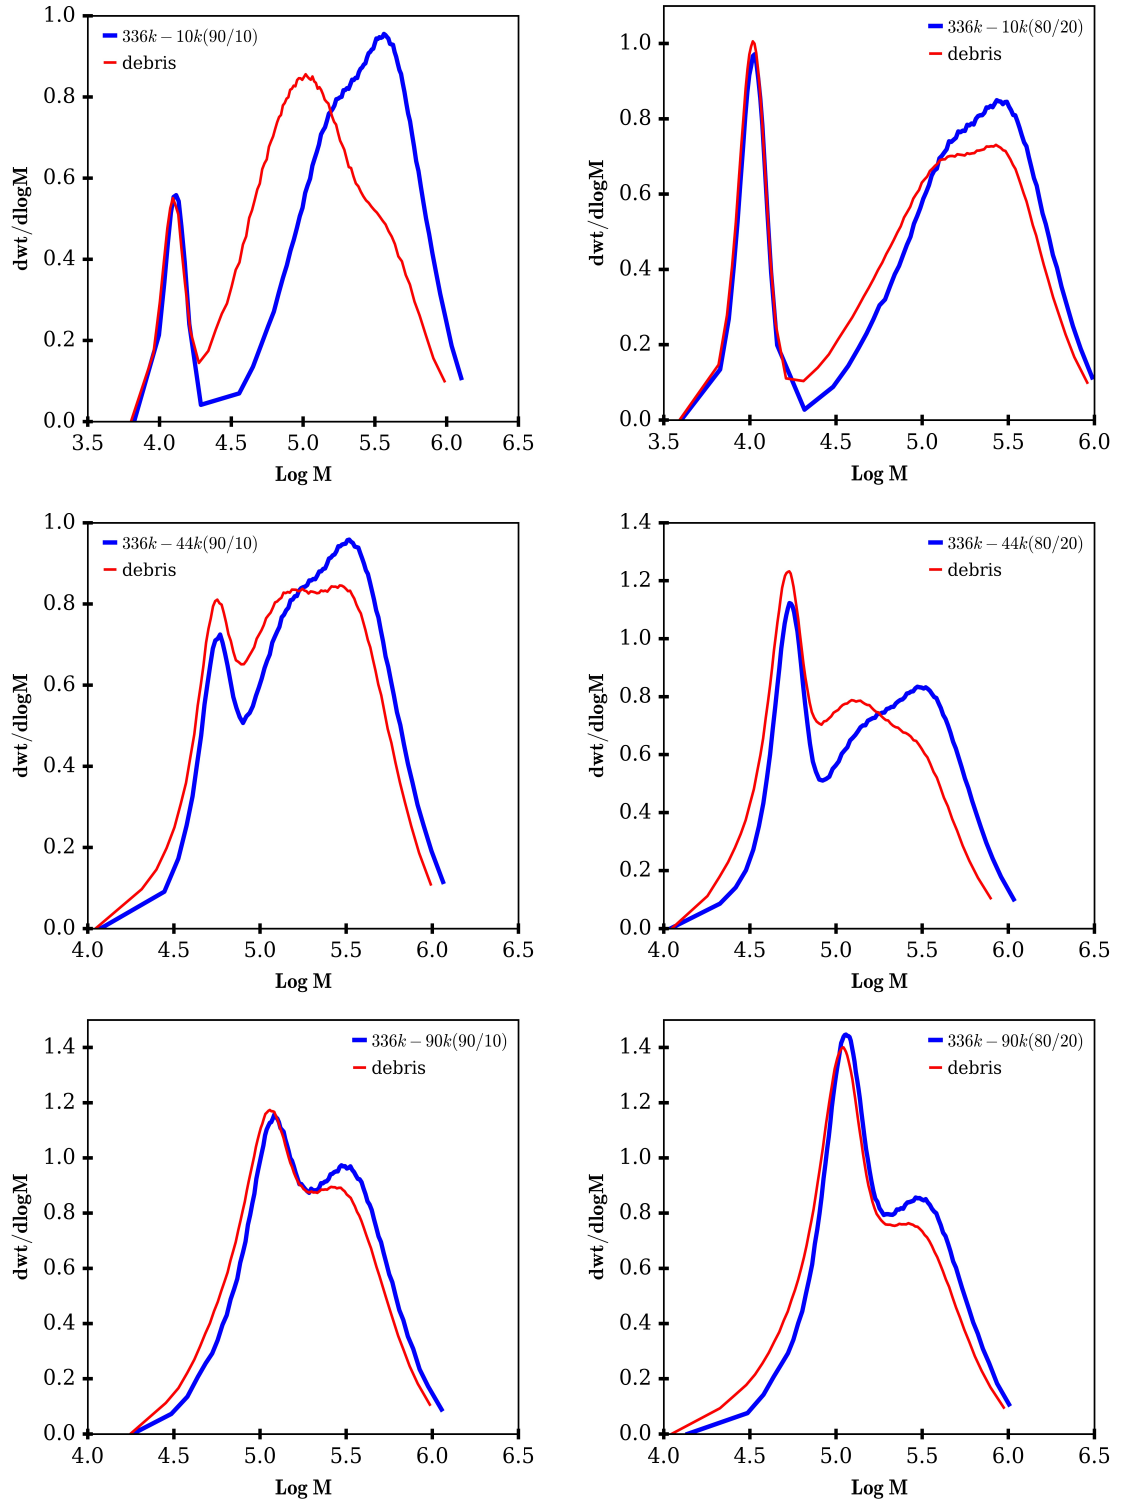 336k − 10k(90/10)
debris
1.0
0.8
0.6
0.4
0.2
0.0
dwt/dlogM
3.5 4.0 4.5 5.0 5.5 6.0 6.5
Log M
336k − 10k(80/20)
debris
1.0
0.8
0.6
0.4
0.2
0.0
dwt/dlogM
3.5 4.0 4.5 5.0 5.5 6.0
Log M
336k − 44k(90/10)
debris
1.0
0.8
0.6
0.4
0.2
0.0
dwt/dlogM
4.0 4.5 5.0 5.5 6.0 6.5
Log M
336k − 44k(80/20)
debris
1.4
1.2
1.0
0.8
0.6
0.4
0.2
0.0
dwt/dlogM
4.0 4.5 5.0 5.5 6.0 6.5
Log M
336k − 90k(90/10)
debris
1.4
1.2
1.0
0.8
0.6
0.4
0.2
0.0
dwt/dlogM
4.0 4.5 5.0 5.5 6.0 6.5
Log M
336k − 90k(80/20)
debris
1.4
1.2
1.0
0.8
0.6
0.4
0.2
0.0
dwt/dlogM
4.0 4.5 5.0 5.5 6.0 6.5
Log M